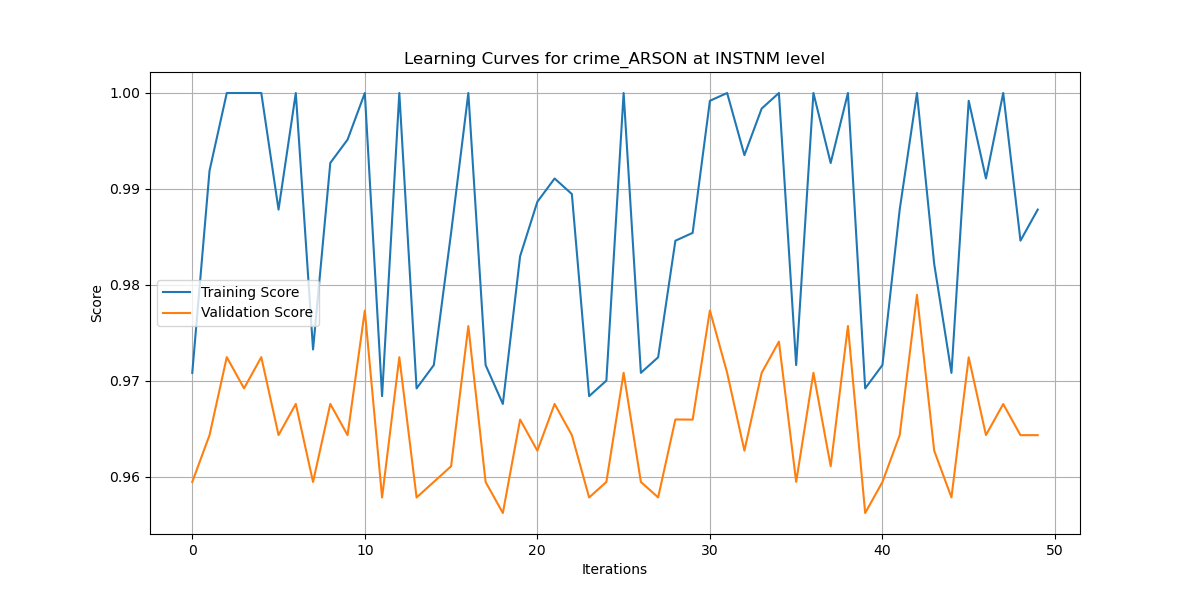 Learning Curves for crime_ARSON at INSTNM level
1.00
0.99
0.98
0.97
0.96
Score
Training Score
Validation Score
0 10 20 30 40 50
Iterations